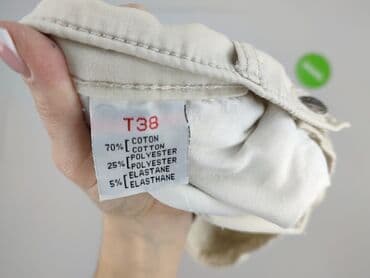 T38
70% [ COTON
COTTON
25% [ POLYESTER
POLYESTER
5% [ ELASTANE
ELASTHANE